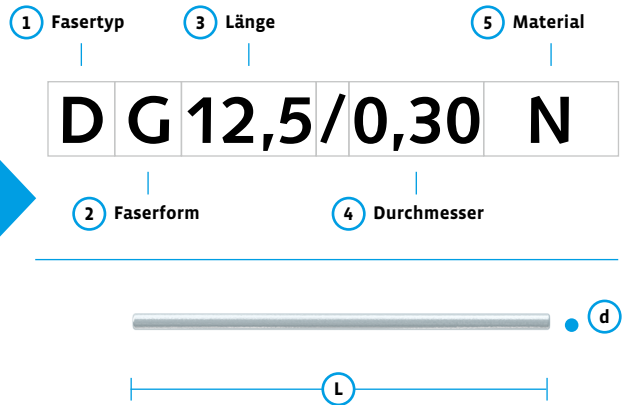 1 Fasertyp 3 Länge 5 Material
D G 12,5 / 0,30 N
2 Faserform 4 Durchmesser
d
L